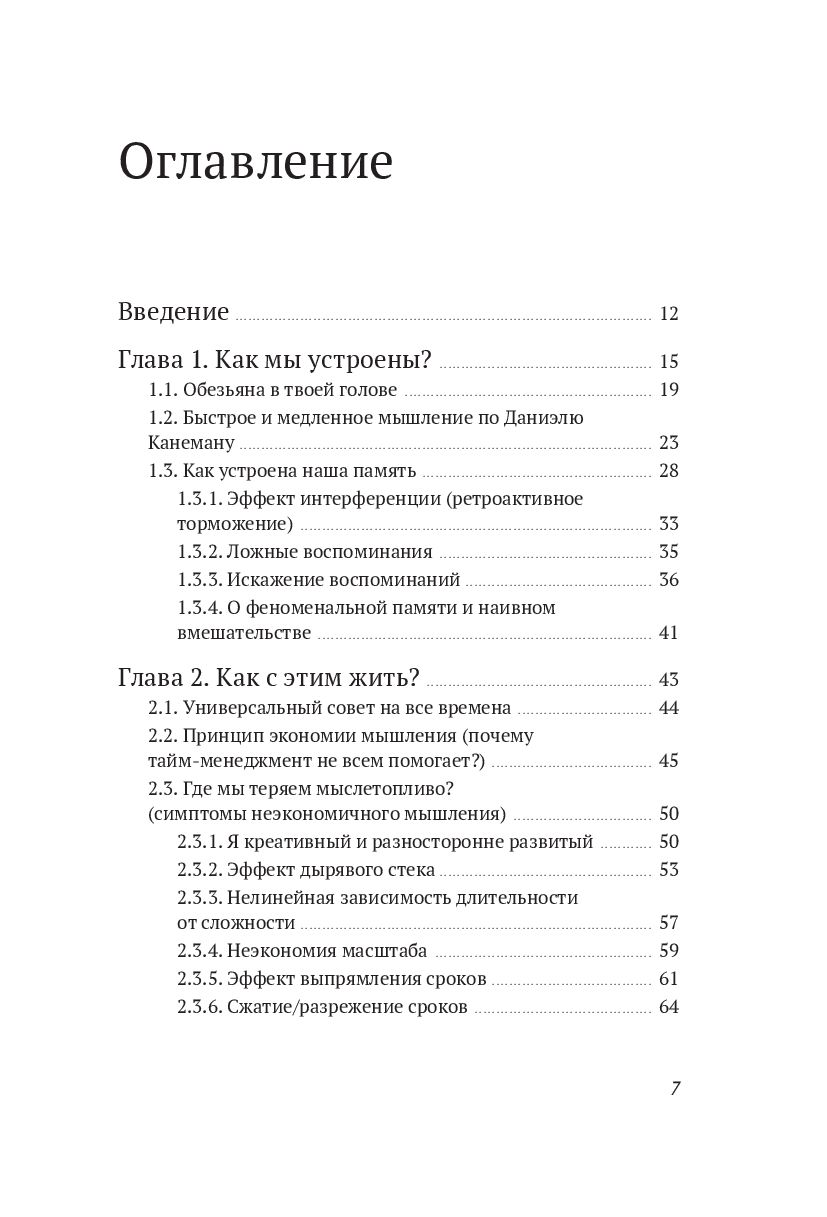 Оглавление
Введение 12
Глава 1. Как мы устроены? 15
1.1. Обезьяна в твоей голове 19
1.2. Быстрое и медленное мышление по Даниэлю
Канеману 23
1.3. Как устроена наша память 28
1.3.1. Эффект интерференции (ретроактивное
торможение) 33
1.3.2. Ложные воспоминания 35
1.3.3. Искажение воспоминаний 36
1.3.4. О феноменальной памяти и наивном
вмешательстве 41
Глава 2. Как с этим жить? 43
2.1. Универсальный совет на все времена 44
2.2. Принцип экономии мышления (почему
тайм-менеджмент не всем помогает?) 45
2.3. Где мы теряем мыслетопливо?
(симптомы неэкономичного мышления) 50
2.3.1. Я креативный и разносторонне развитый 50
2.3.2. Эффект дырявого стека 53
2.3.3. Нелинейная зависимость длительности
от сложности 57
2.3.4. Неэкономия масштаба 59
2.3.5. Эффект выпрямления сроков 61
2.3.6. Сжатие/разрежение сроков 64
7